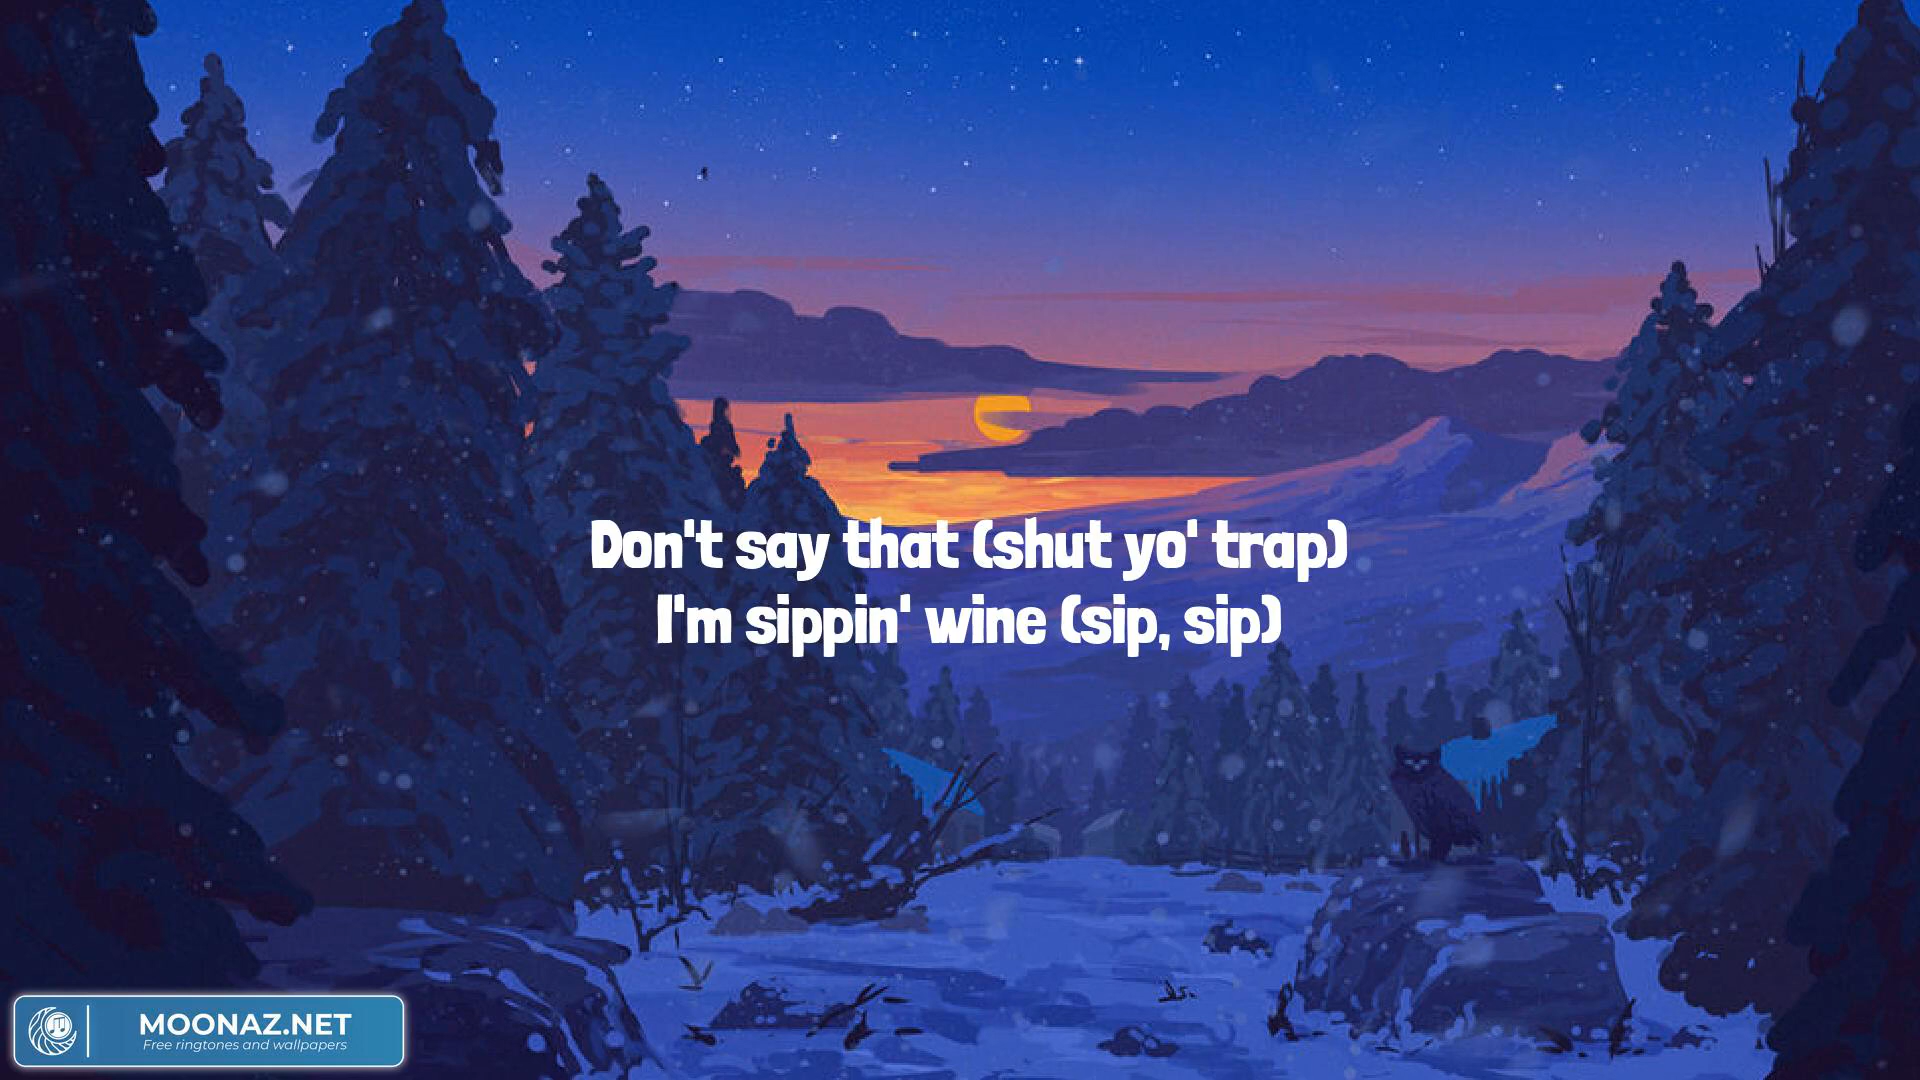 Don't say that (shut yo' trap)
I'm sippin' wine (sip, sip)
MOONAZ.NET
Free ringtones and wallpapers